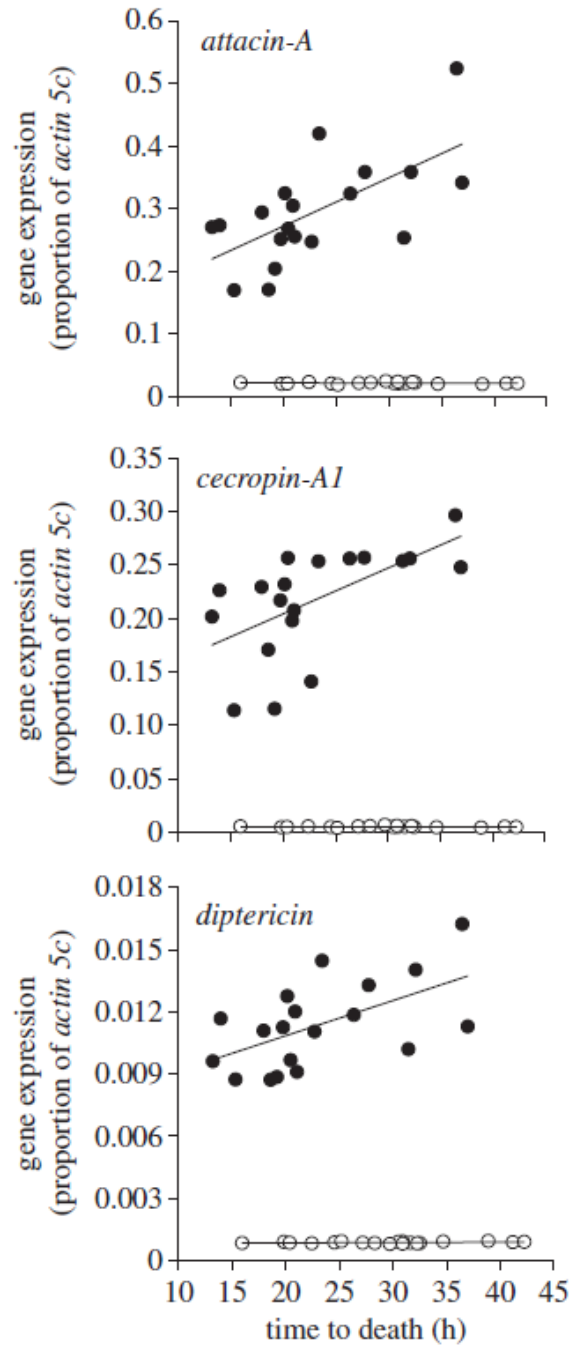 attacin-A
gene expression
(proportion of actin 5c)
0.6
0.5
0.4
0.3
0.2
0.1
0
cecropin-A1
gene expression
(proportion of actin 5c)
0.35
0.30
0.25
0.20
0.15
0.10
0.05
0
diptericin
gene expression
(proportion of actin 5c)
0.018
0.015
0.012
0.009
0.006
0.003
0
10 15 20 25 30 35 40 45
time to death (h)